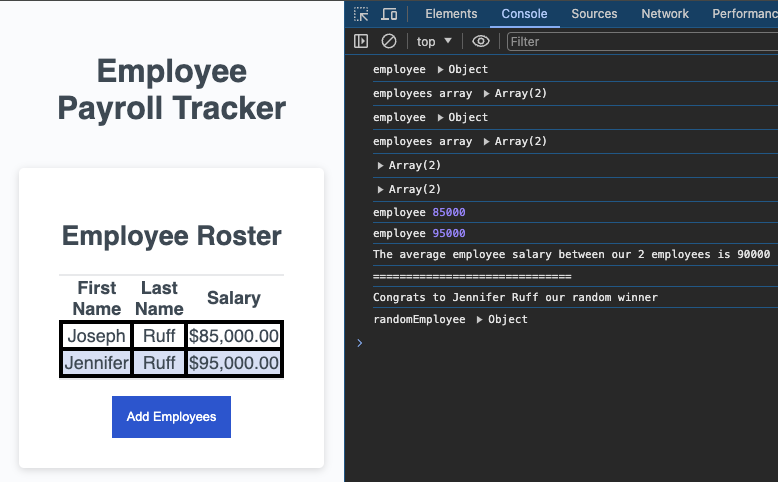 Employee
Payroll Tracker
Employee Roster
First Name Last Name Salary
Joseph Ruff $85,000.00
Jennifer Ruff $95,000.00
Add Employees
Elements Console Sources Network Performanc
top Filter
employee ▶ Object
employees array ▶ Array(2)
employee ▶ Object
employees array ▶ Array(2)
▶ Array(2)
▶ Array(2)
employee 85000
employee 95000
The average employee salary between our 2 employees is 90000
==============================
Congrats to Jennifer Ruff our random winner
randomEmployee ▶ Object